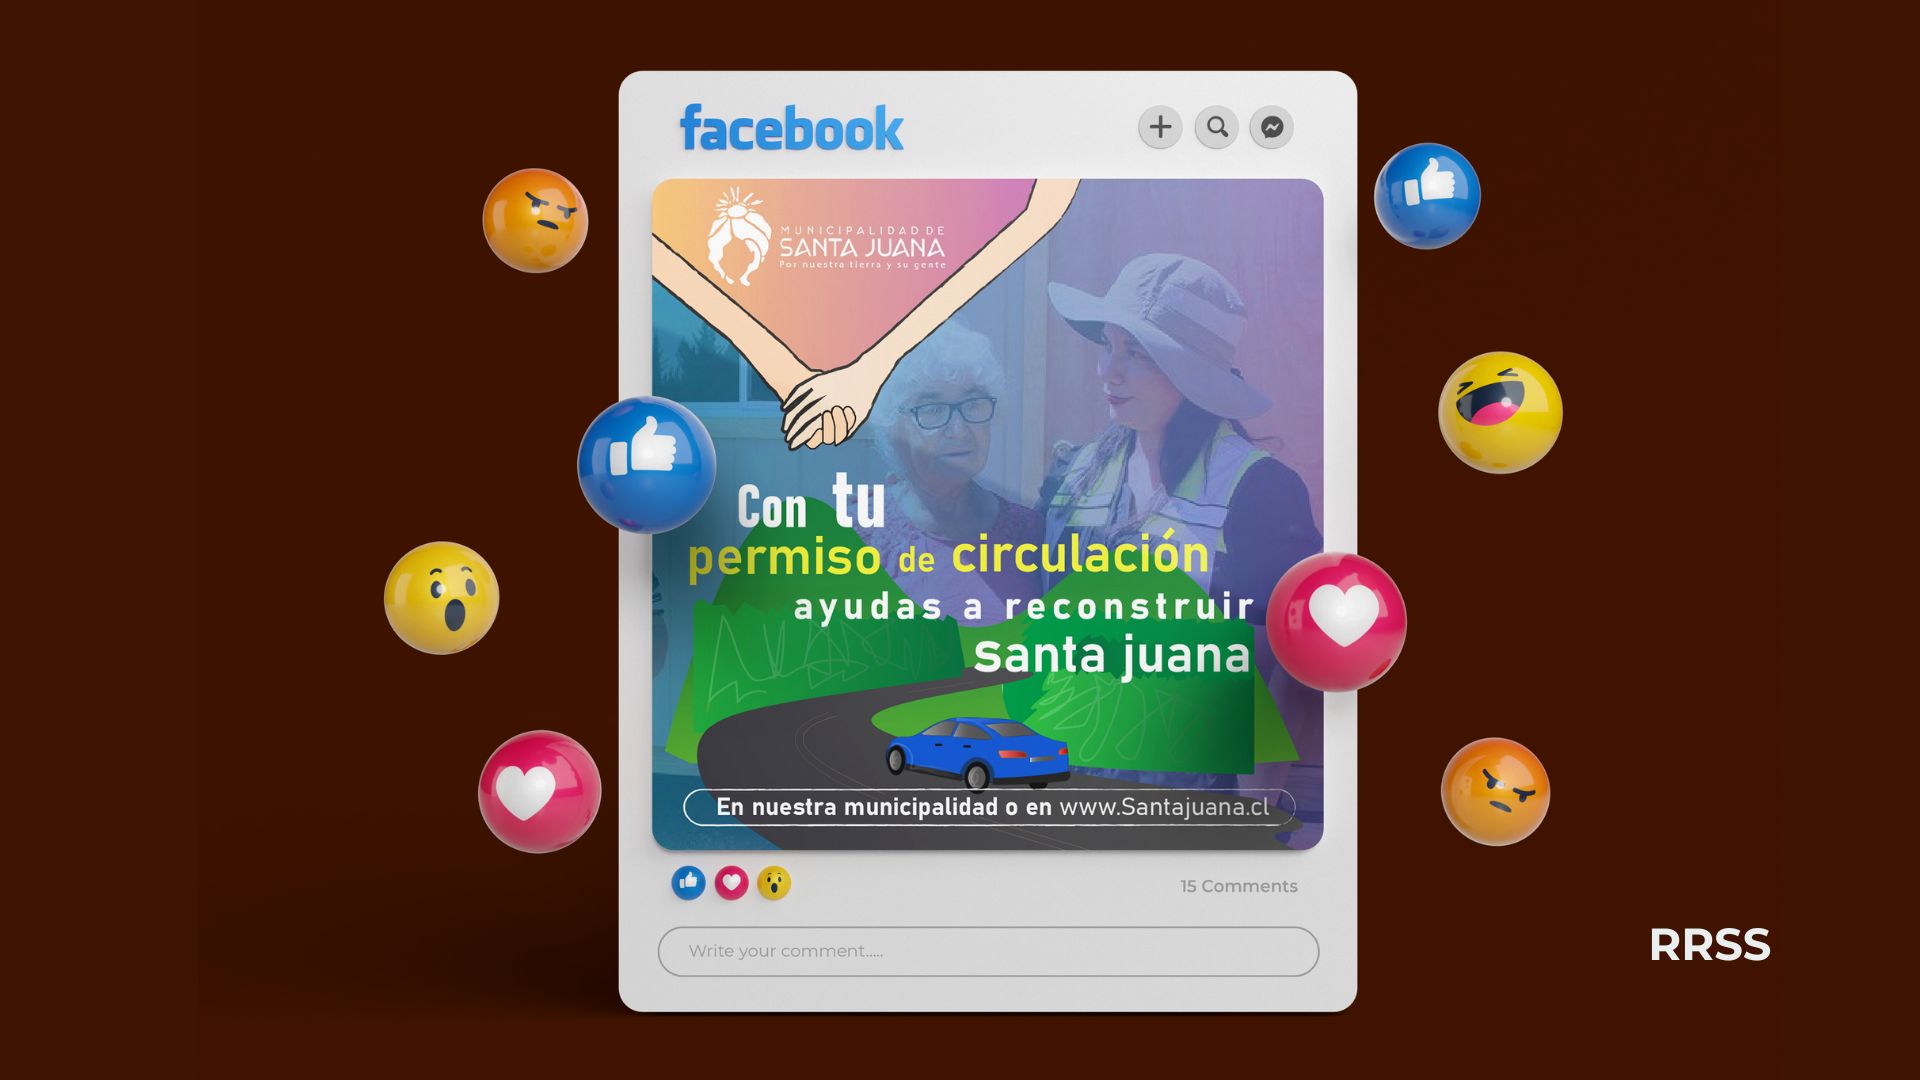 facebook
MUNICIPALIDAD DE
SANTA JUANA
Por nuestra tierra y su gente
Con tu
permiso de circulación
ayudas a reconstruir
santa juana
En nuestra municipalidad o en www.Santajuana.cl
15 Comments
Write your comment.....
RRSS